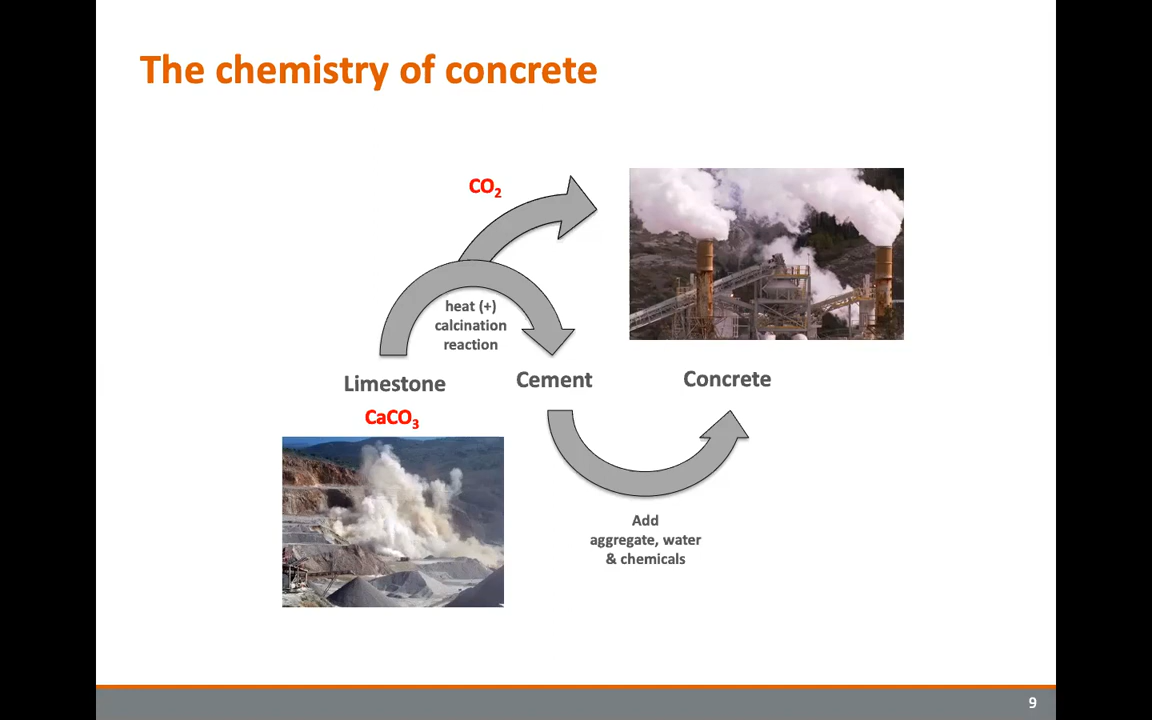 The chemistry of concrete
CO₂
heat (+)
calcination
reaction
Limestone
Cement
Concrete
CaCO₃
Add
aggregate, water
& chemicals
9